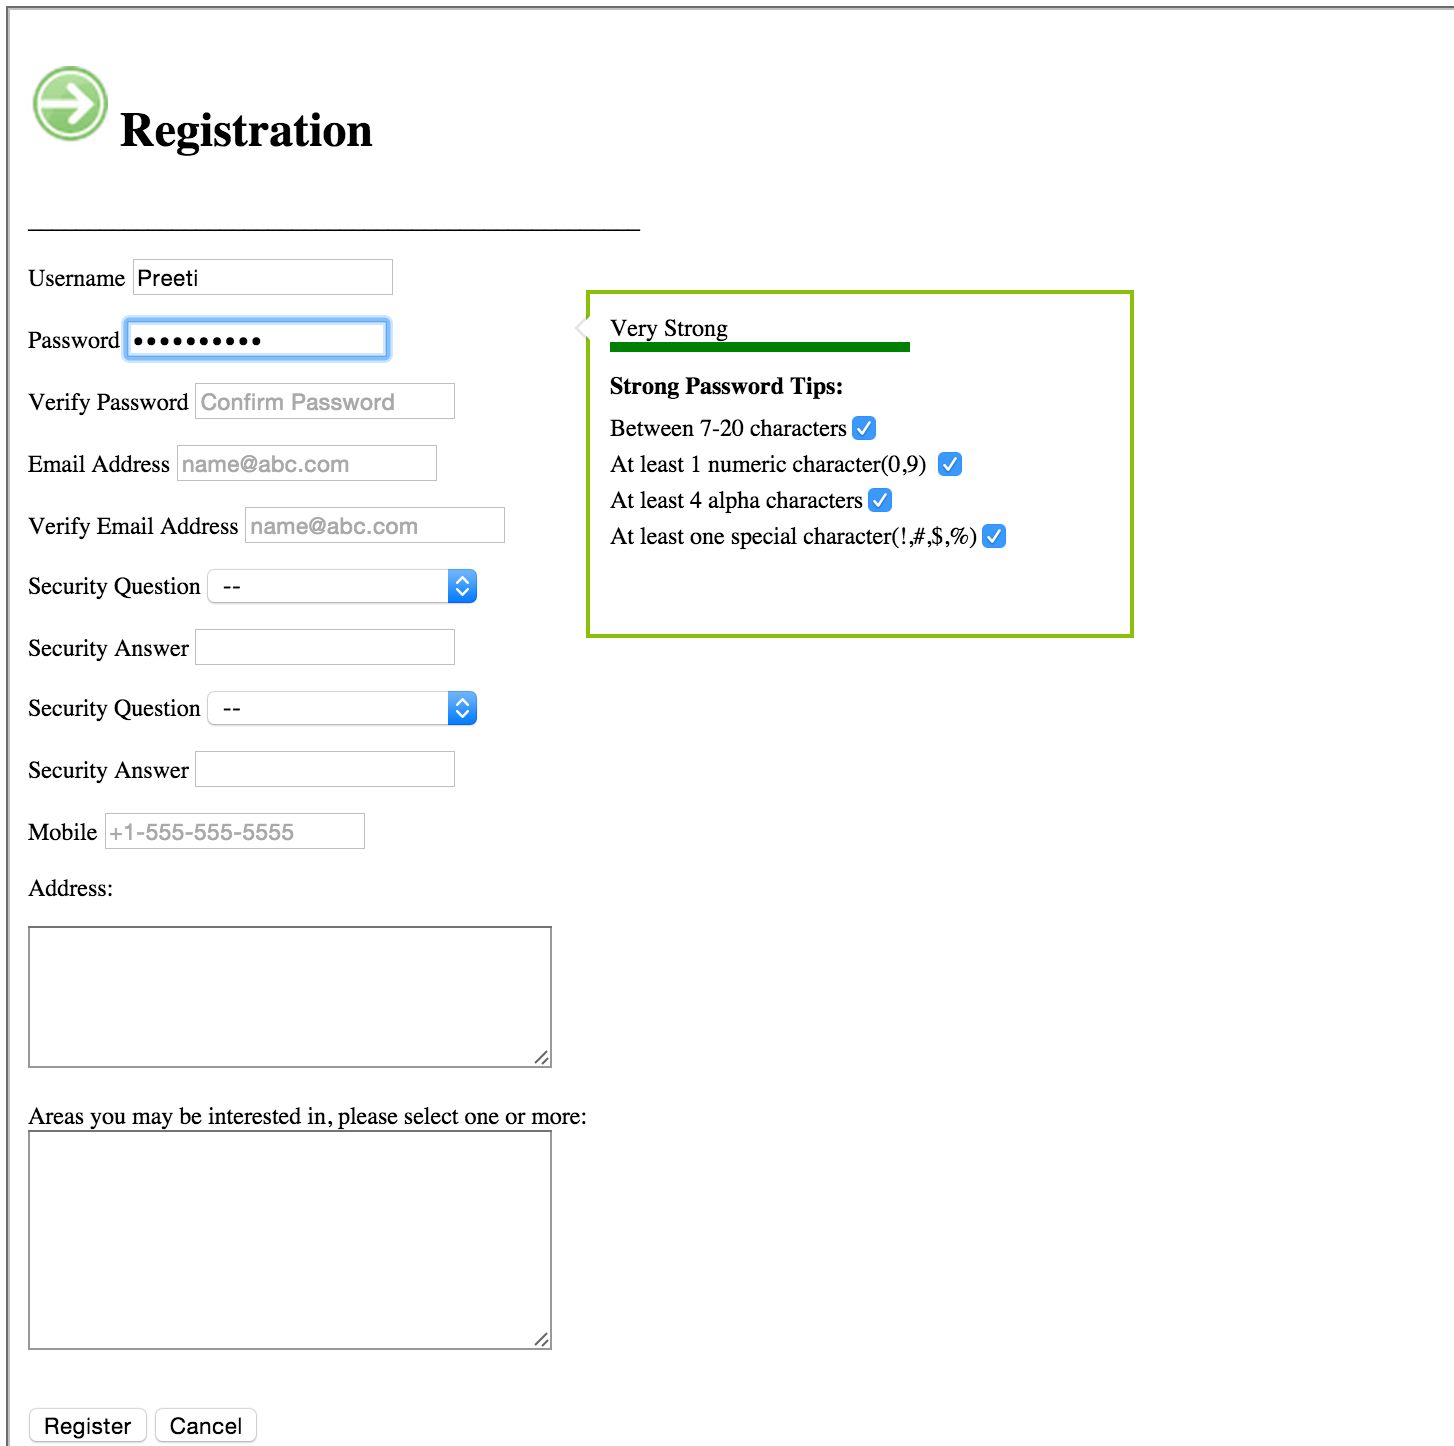 Registration
Username Preeti
Password ••••••••••
Verify Password Confirm Password
Email Address name@abc.com
Verify Email Address name@abc.com
Security Question --
Security Answer
Security Question --
Security Answer
Mobile +1-555-555-5555
Address:
Areas you may be interested in, please select one or more:
Register Cancel
Very Strong
Strong Password Tips:
Between 7-20 characters
At least 1 numeric character(0,9)
At least 4 alpha characters
At least one special character(!,#,$,%)